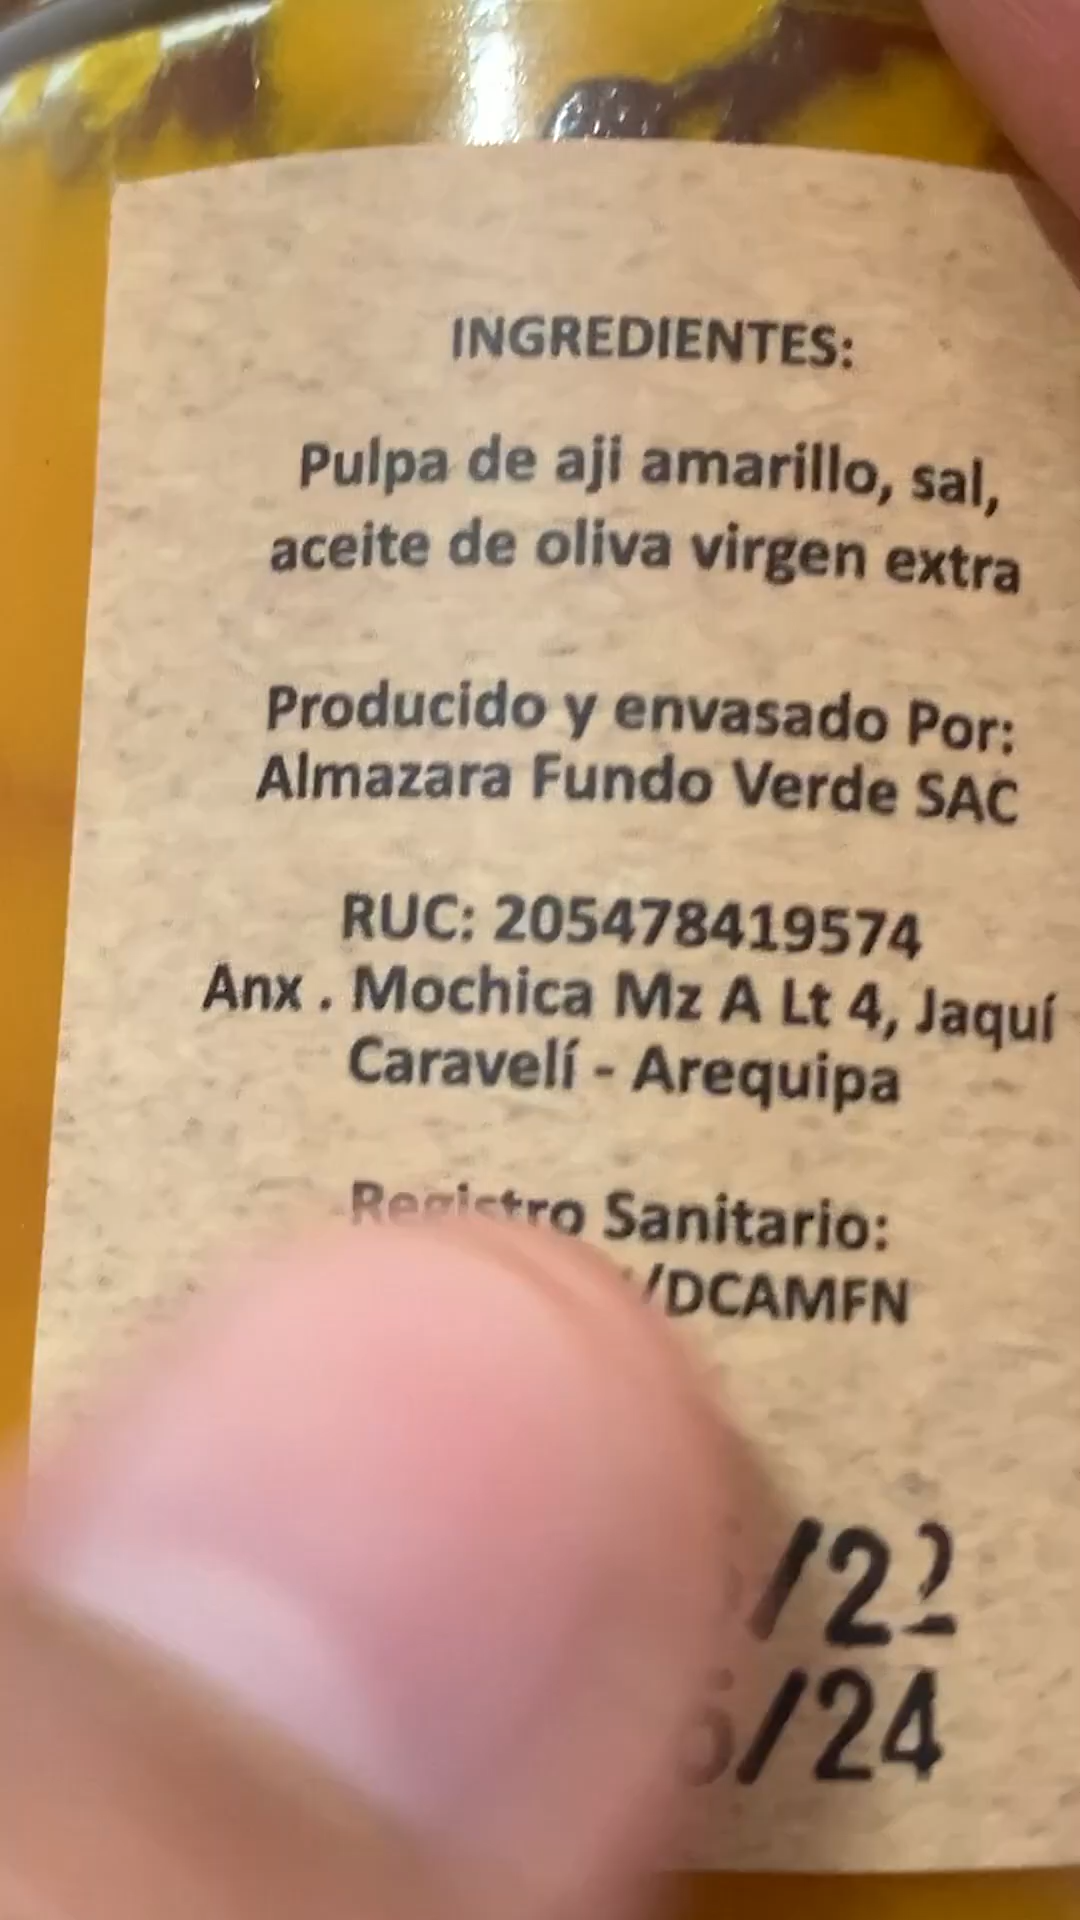 INGREDIENTES:
Pulpa de aji amarillo, sal,
aceite de oliva virgen extra
Producido y envasado Por:
Almazara Fundo Verde SAC
RUC: 205478419574
Anx . Mochica Mz A Lt 4, Jaquí
Caravelí - Arequipa
Registro Sanitario:
/DCAMFN
/22
/24